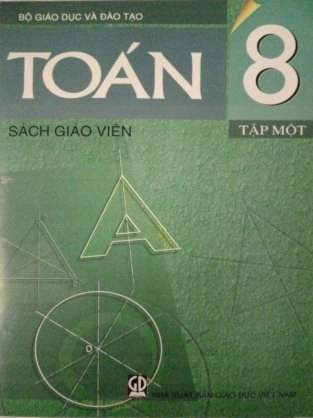 BỘ GIÁO DỤC VÀ ĐÀO TẠO
TOÁN 8
SÁCH GIÁO VIÊN
TẬP MỘT
A
O
GD
NHÀ XUẤT BẢN GIÁO DỤC VIỆT NAM